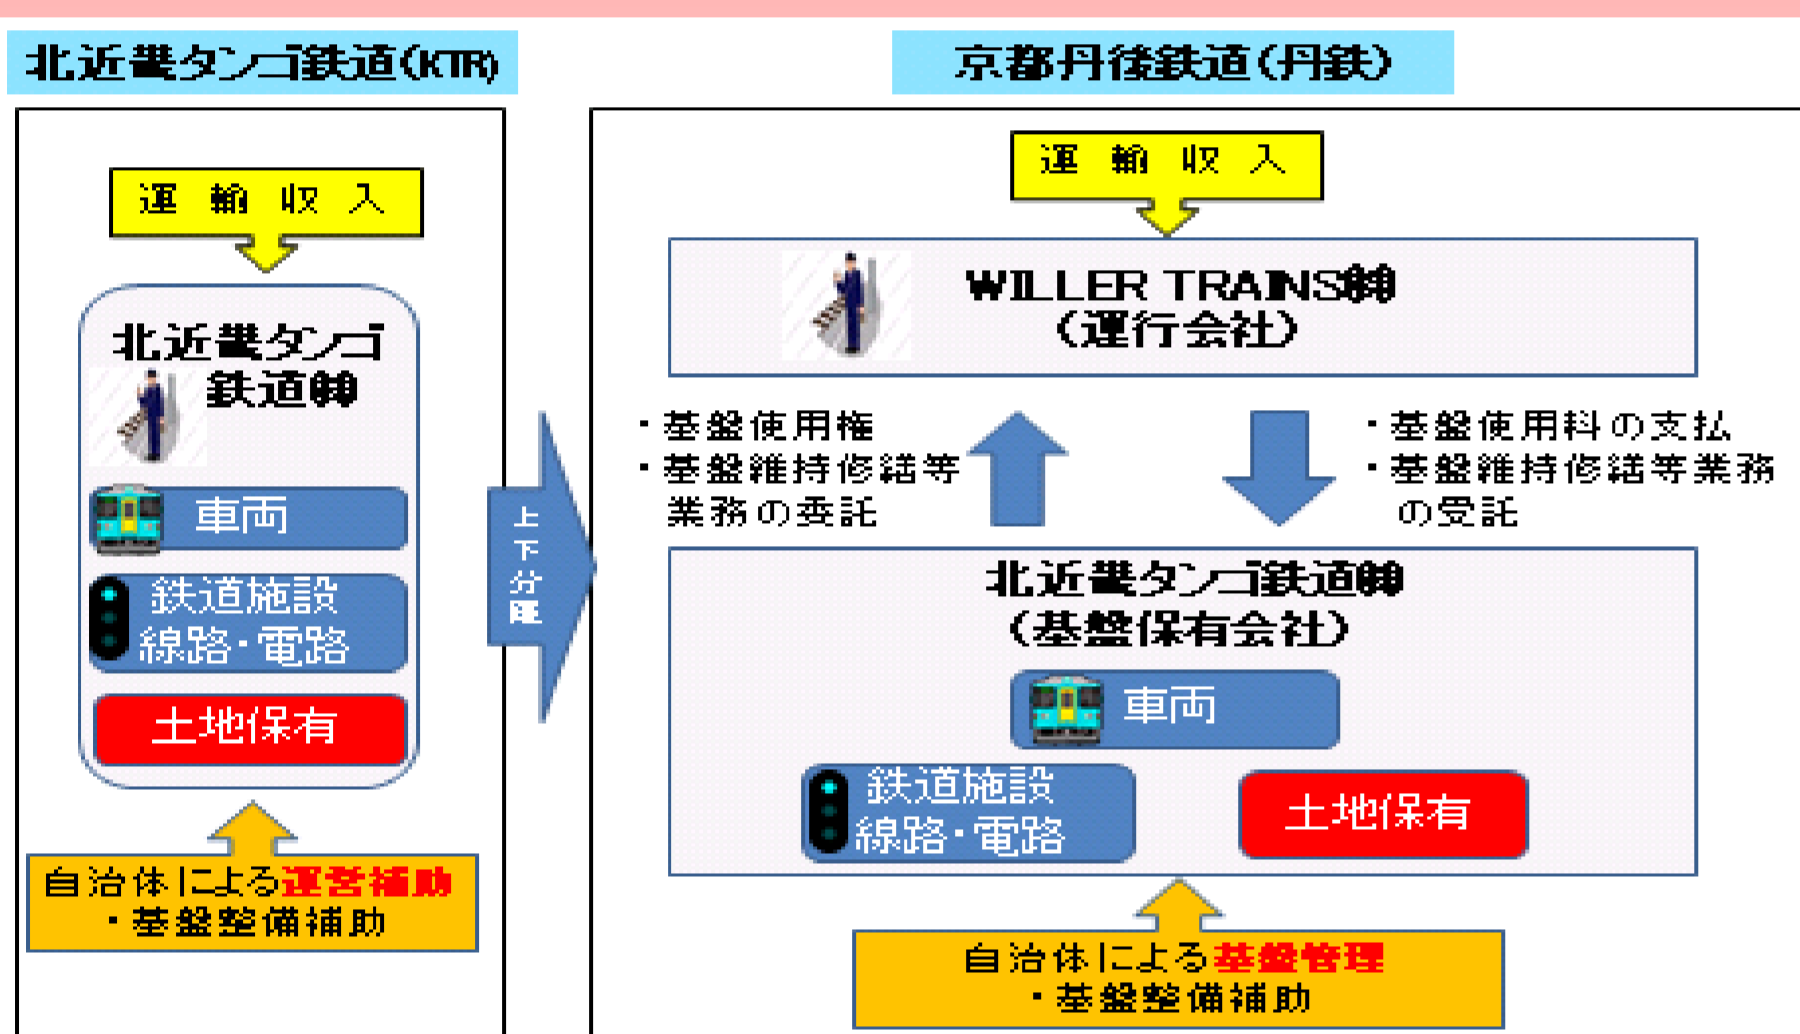 北近畿タンゴ鉄道(KTR)
運輸収入
北近畿タンゴ
鉄道㈱
車両
鉄道施設
線路・電路
土地保有
自治体による運営補助
・基盤整備補助
上下分離
京都丹後鉄道(丹鉄)
運輸収入
WILLER TRAINS㈱
(運行会社)
・基盤使用権
・基盤維持修繕等
業務の委託
・基盤使用料の支払
・基盤維持修繕等業務
の受託
北近畿タンゴ鉄道㈱
(基盤保有会社)
車両
鉄道施設
線路・電路
土地保有
自治体による基盤管理
・基盤整備補助